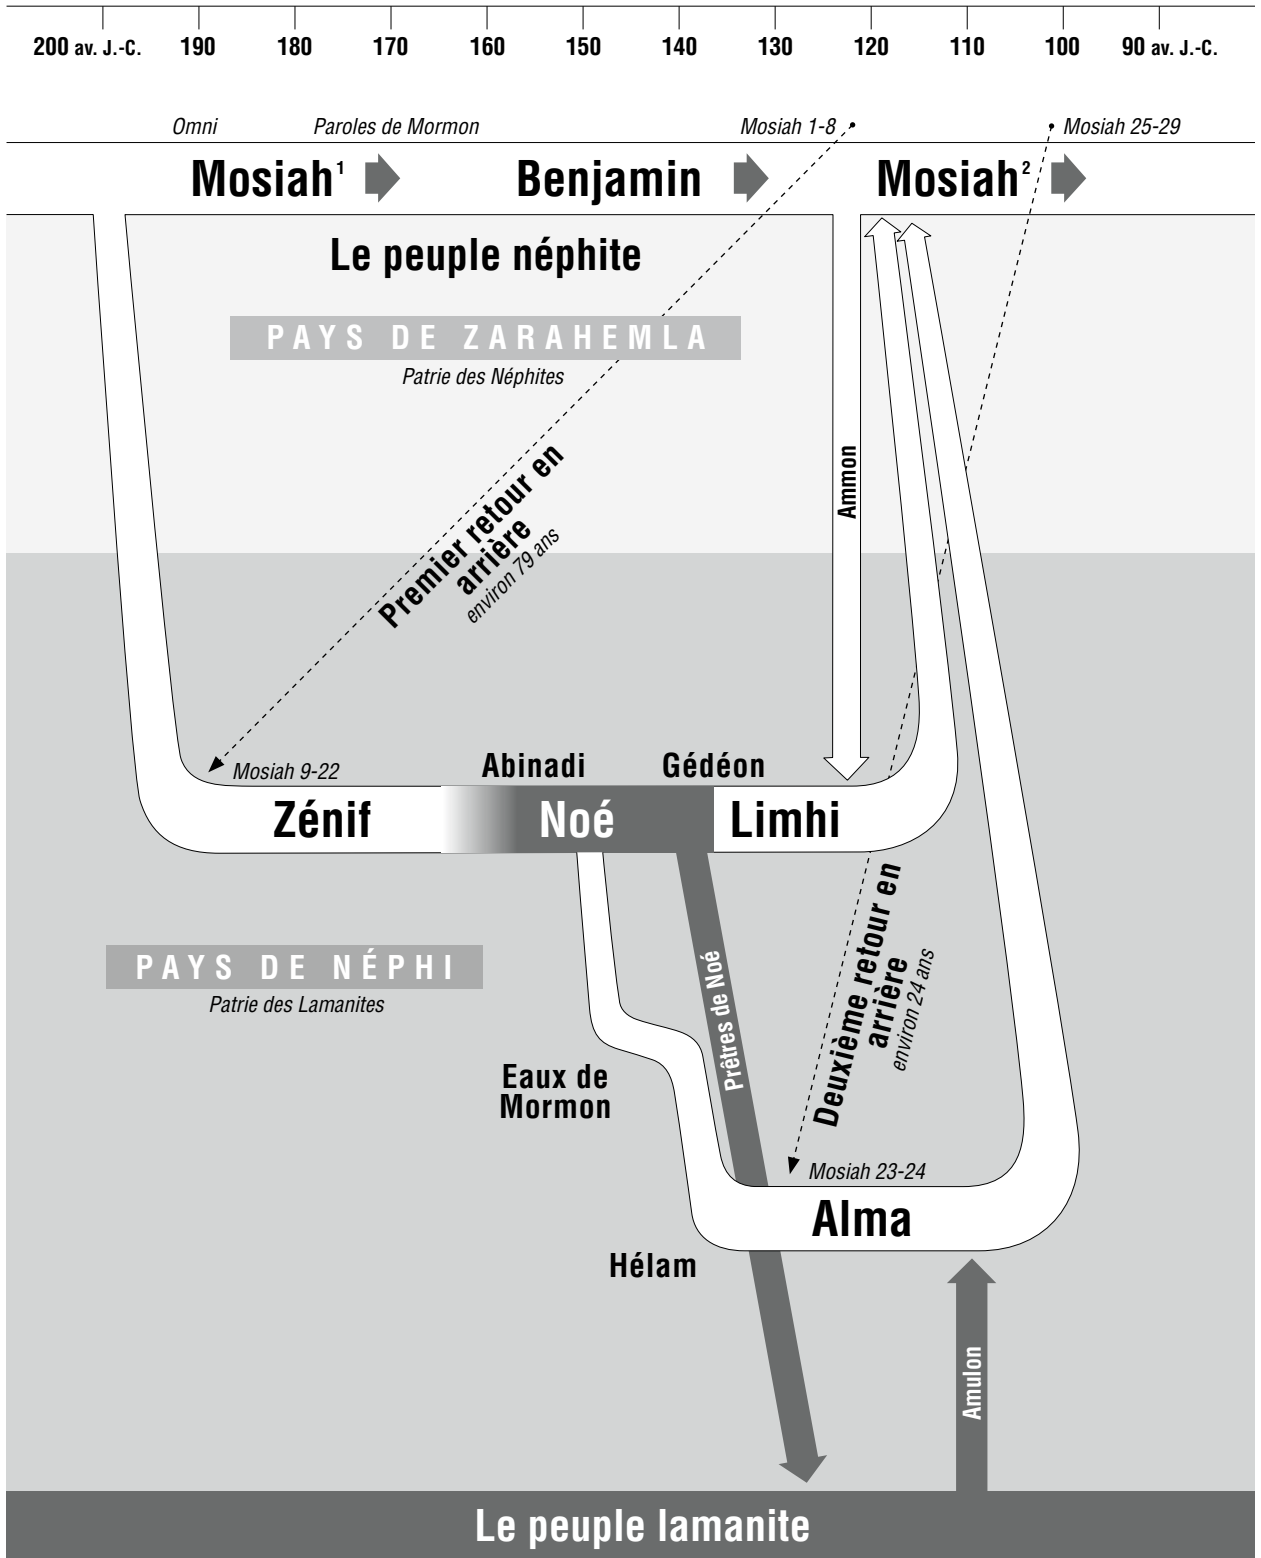 200 av. J.-C. 190 180 170 160 150 140 130 120 110 100 90 av. J.-C.
Omni Paroles de Mormon Mosiah 1-8 Mosiah 25-29
Mosiah¹ Benjamin Mosiah²
Le peuple néphite
PAYS DE ZARAHEMLA
Patrie des Néphites
Ammon
Premier retour en
arrière
environ 79 ans
Mosiah 9-22
Abinadi Gédéon
Zénif Noé Limhi
PAYS DE NÉPHI
Patrie des Lamanites
Prêtres de Noé
Deuxième retour en
arrière
environ 24 ans
Eaux de
Mormon
Mosiah 23-24
Alma
Hélam
Amulon
Le peuple lamanite